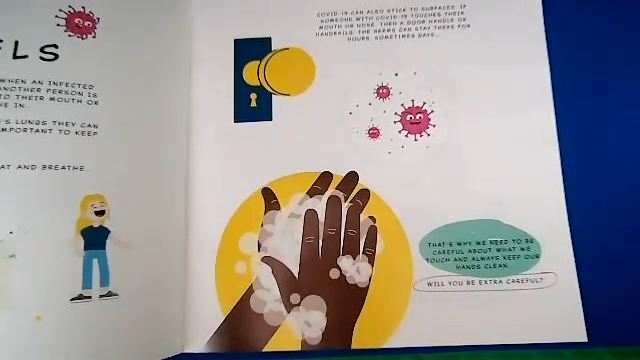 ELS
WHEN AN INFECTED
ANOTHER PERSON IS
TO THEIR MOUTH OR
E IN.
'S LUNGS THEY CAN
MPORTANT TO KEEP
AT AND BREATHE.
COVID-19 CAN ALSO STICK TO SURFACES. IF
SOMEONE WITH COVID-19 TOUCHES THEIR
MOUTH OR NOSE, THEN A DOOR HANDLE OR
HANDRAILS, THE GERMS CAN STAY THERE FOR
HOURS, SOMETIMES DAYS...
THAT'S WHY WE NEED TO BE
CAREFUL ABOUT WHAT WE
TOUCH AND ALWAYS KEEP OUR
HANDS CLEAN.
WILL YOU BE EXTRA CAREFUL?